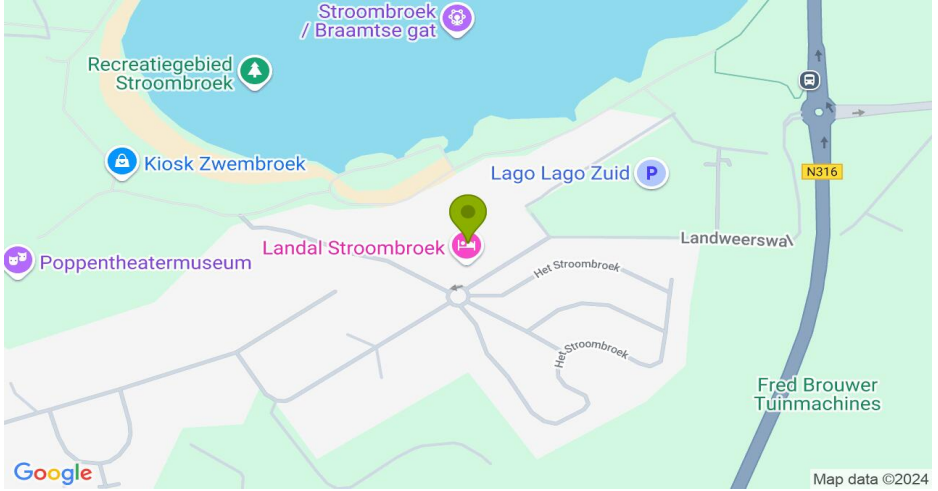 Stroombroek
/ Braamtse gat
Recreatiegebied
Stroombroek
Kiosk Zwembroek
Lago Lago Zuid
P
N316
Landal Stroombroek
Landweerswal
Poppentheatermuseum
Het Stroombroek
Het Stroombroek
Fred Brouwer
Tuinmachines
Google
Map data ©2024